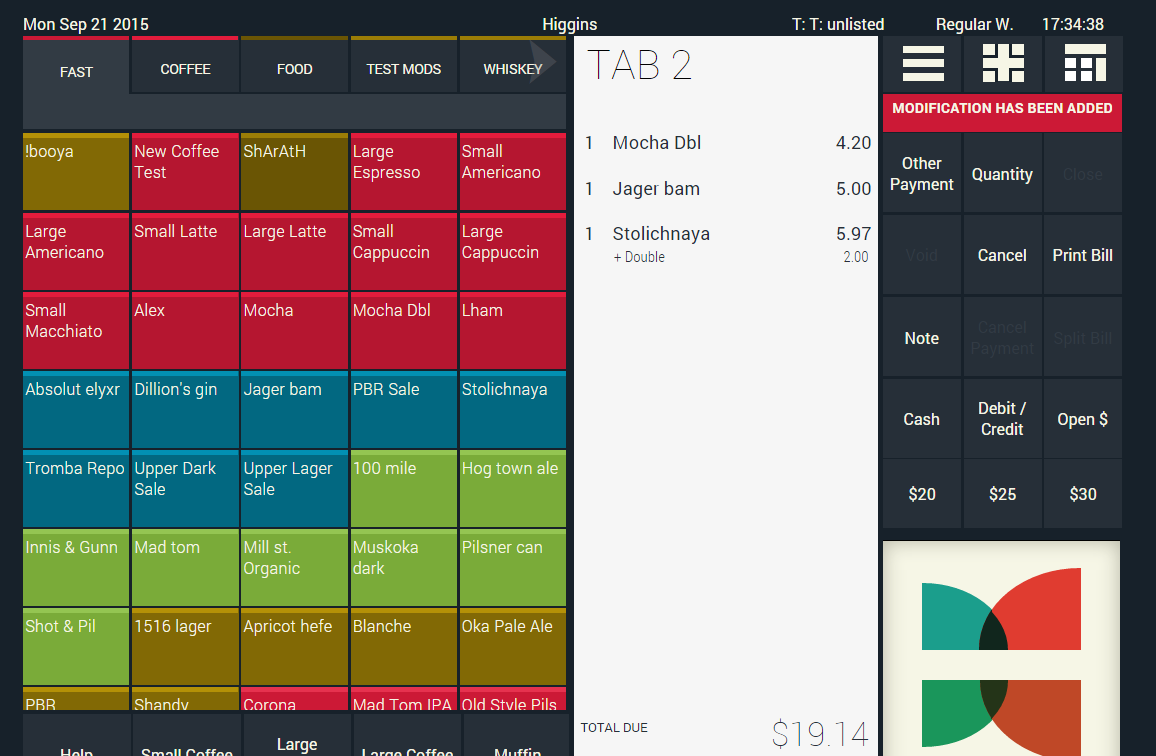 Mon Sep 21 2015 Higgins T: T: unlisted Regular W. 17:34:38
FAST COFFEE FOOD TEST MODS WHISKEY
!booya
New Coffee
Test
ShArAtH
Large
Espresso
Small
Americano
Large
Americano
Small Latte
Large Latte
Small
Cappuccin
Large
Cappuccin
Small
Macchiato
Alex
Mocha
Mocha Dbl
Lham
Absolut elyxr
Dillion's gin
Jager bam
PBR Sale
Stolichnaya
Tromba Repo
Upper Dark
Sale
Upper Lager
Sale
100 mile
Hog town ale
Innis & Gunn
Mad tom
Mill st.
Organic
Muskoka
dark
Pilsner can
Shot & Pil
1516 lager
Apricot hefe
Blanche
Oka Pale Ale
PBR
Shandy
Corona
Mad Tom IPA
Old Style Pils
Help
Small Coffee
Large
Large Coffee
Muffin
TAB 2
1 Mocha Dbl 4.20
1 Jager bam 5.00
1 Stolichnaya 5.97
+ Double 2.00
TOTAL DUE $19.14
MODIFICATION HAS BEEN ADDED
Other
Payment
Quantity
Close
Void
Cancel
Print Bill
Note
Cancel
Payment
Split Bill
Cash
Debit /
Credit
Open $
$20
$25
$30